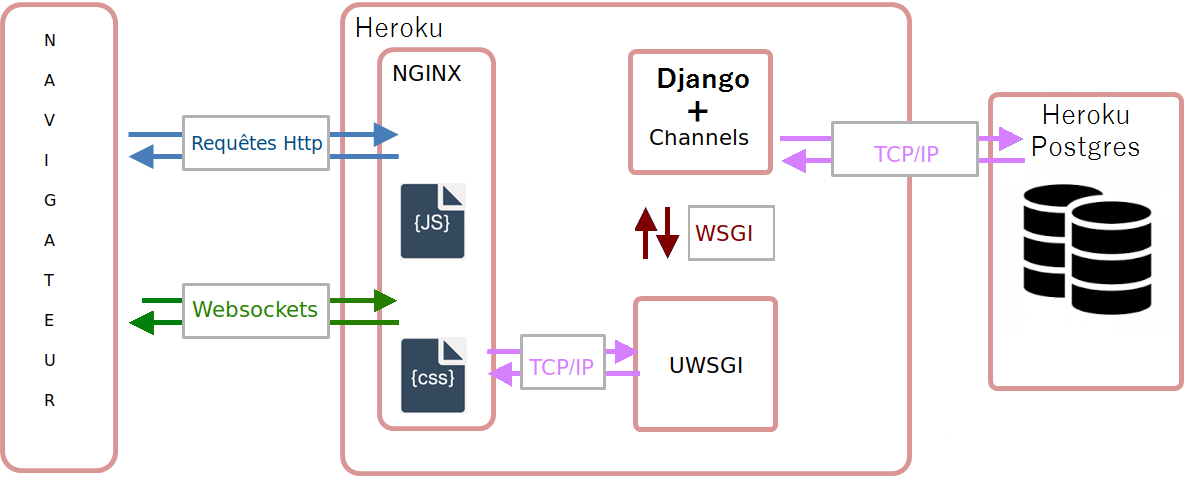 N
A
V
I
G
A
T
E
U
R
Heroku
NGINX
Requêtes Http
{JS}
Websockets
{css}
TCP/IP
Django
+
Channels
WSGI
UWSGI
TCP/IP
Heroku
Postgres